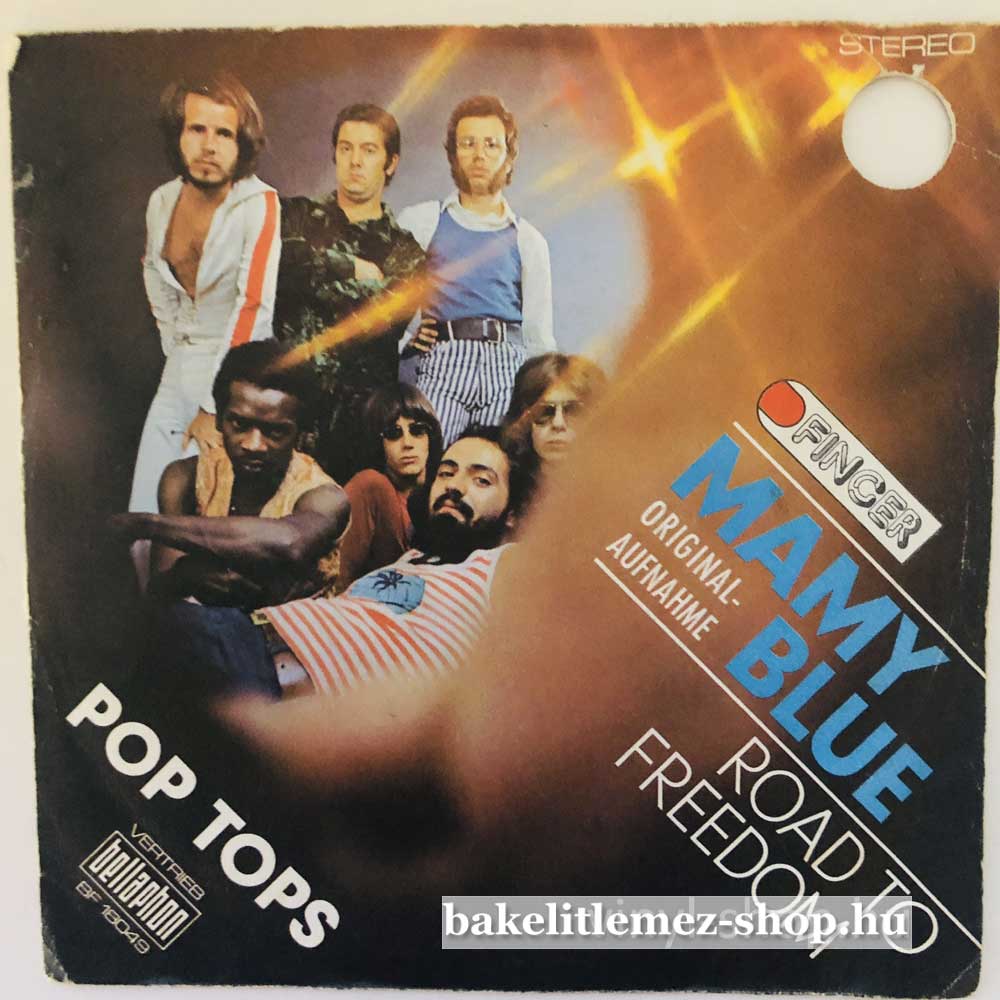 STEREO
FINGER
MAMY
BLUE
ORIGINAL-
AUFNAHME
ROAD TO
FREEDOM
POP TOPS
VERTRIEB
bellaphon
BF 18049
bakelitlemez-shop.hu